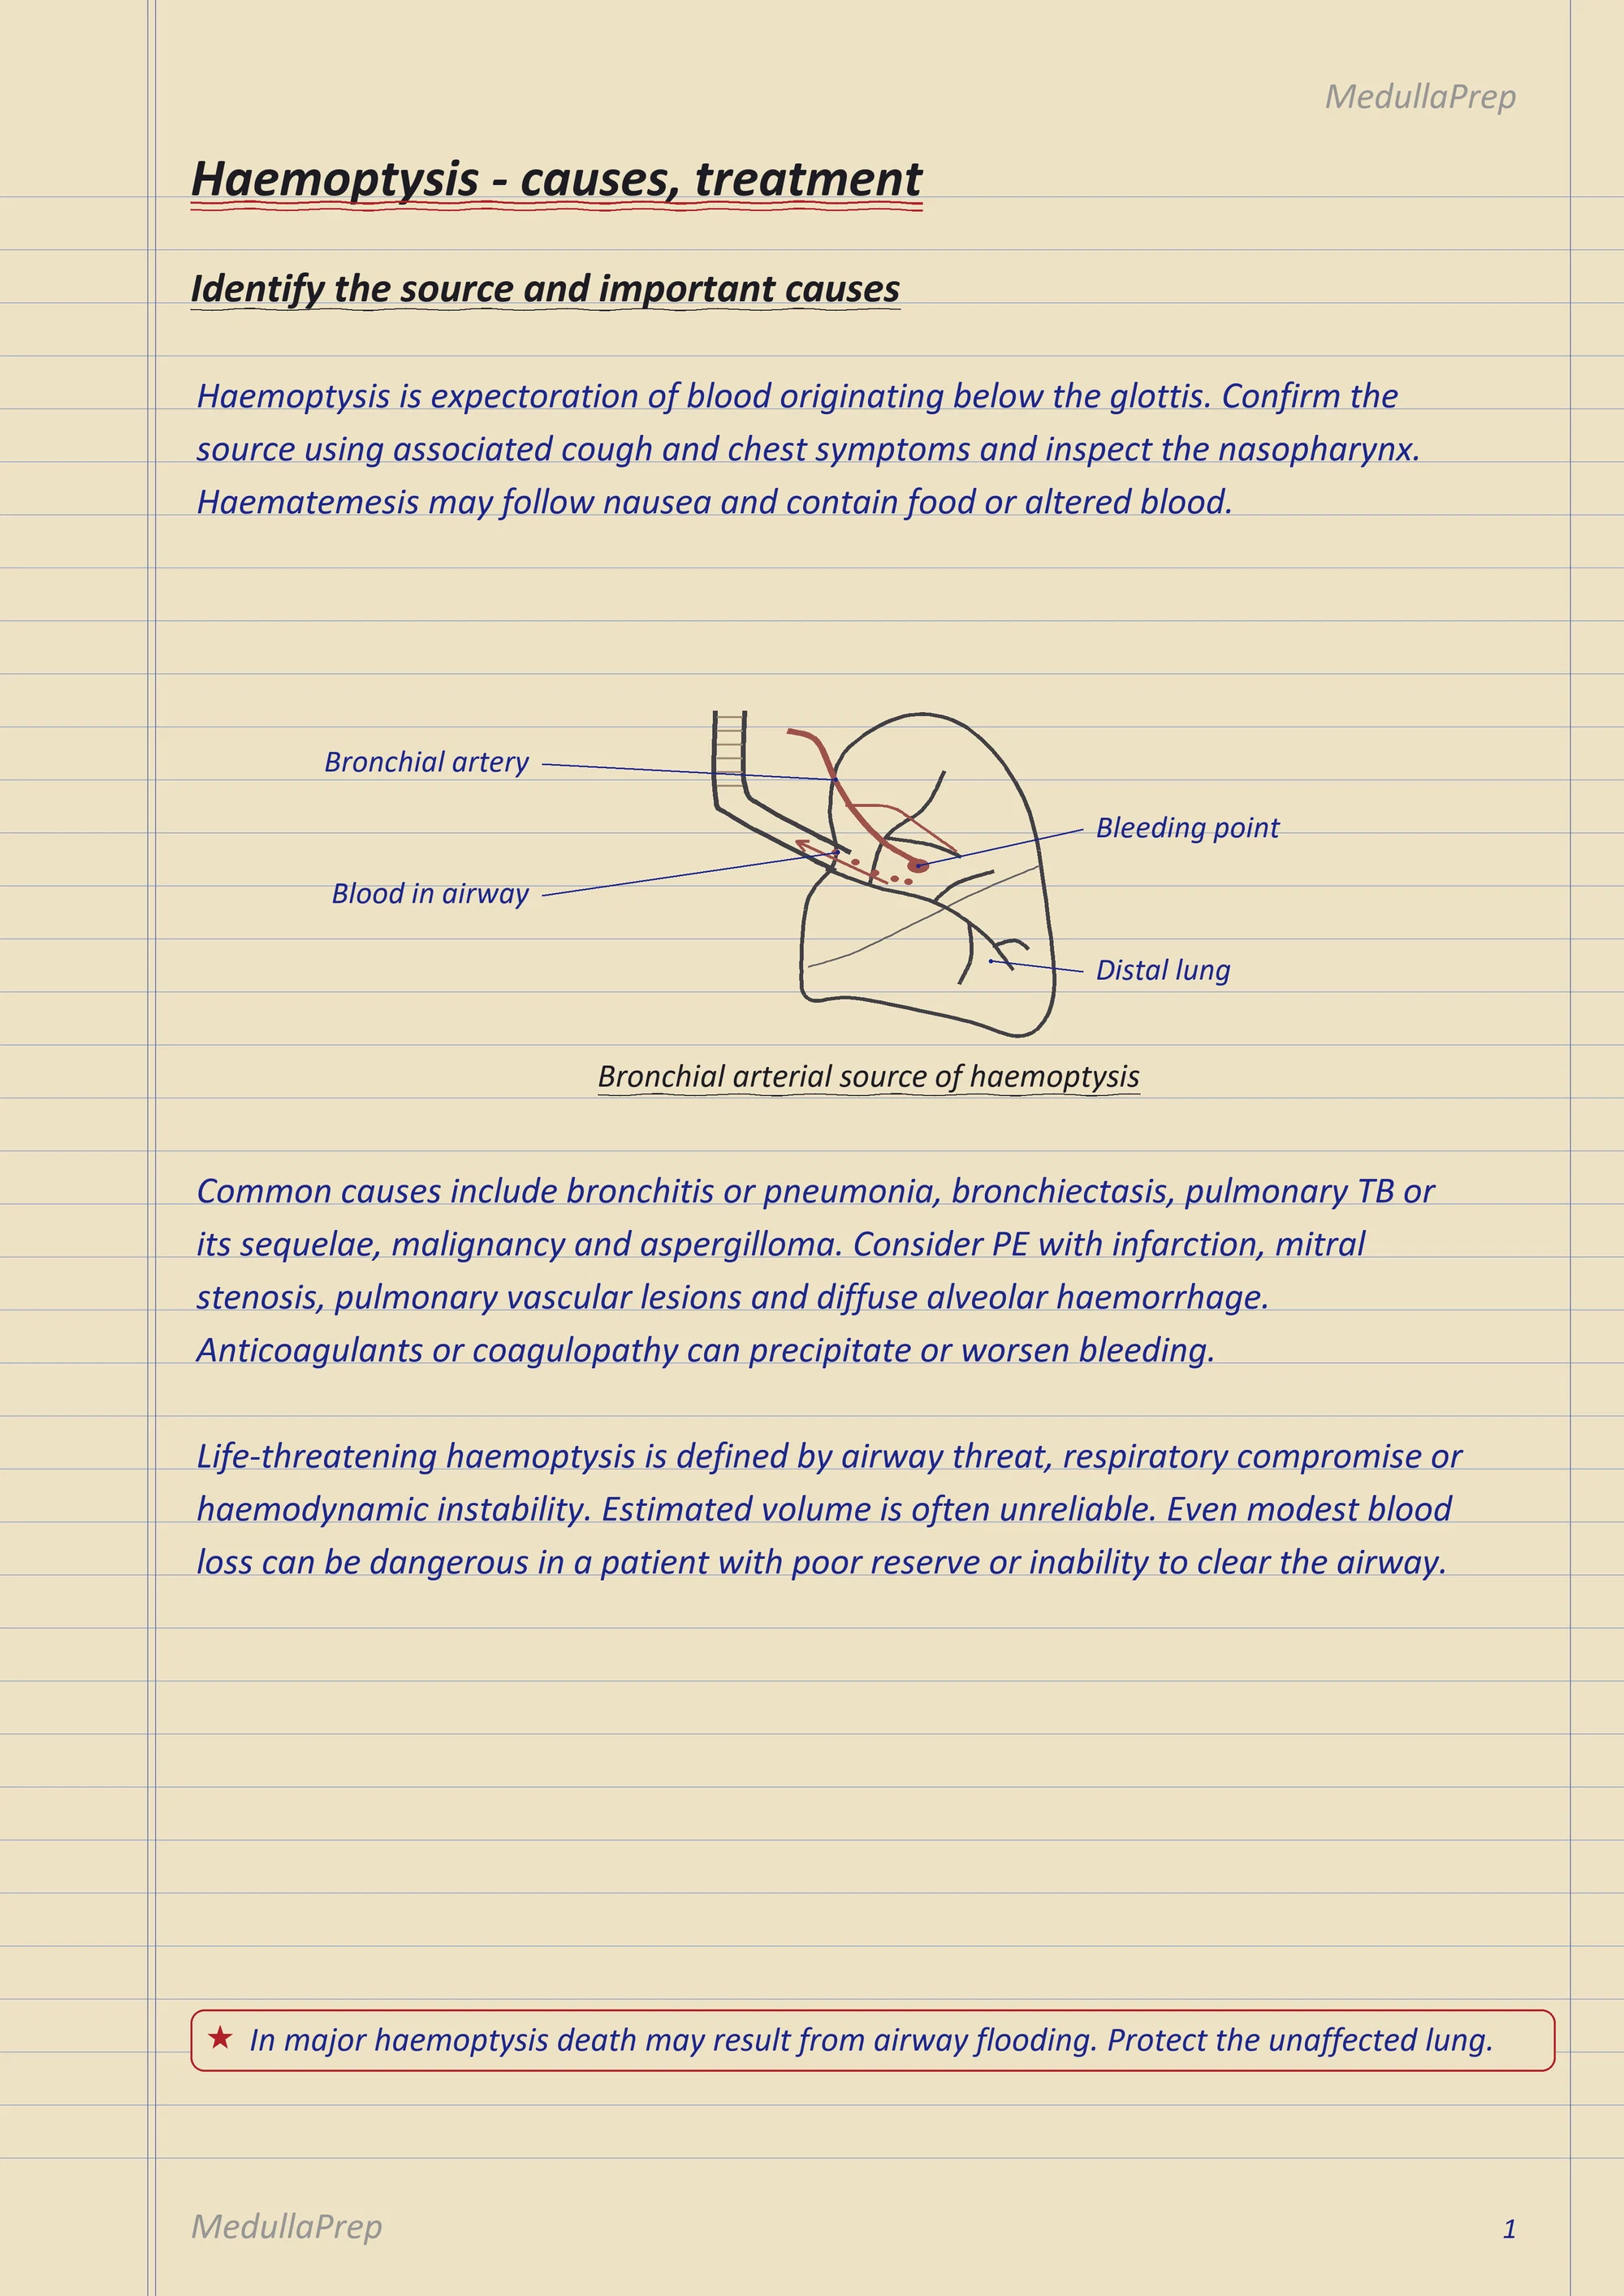 MedullaPrep
Haemoptysis - causes, treatment
Identify the source and important causes
Haemoptysis is expectoration of blood originating below the glottis. Confirm the
source using associated cough and chest symptoms and inspect the nasopharynx.
Haematemesis may follow nausea and contain food or altered blood.
Bronchial artery
Bleeding point
Blood in airway
Distal lung
Bronchial arterial source of haemoptysis
Common causes include bronchitis or pneumonia, bronchiectasis, pulmonary TB or
its sequelae, malignancy and aspergilloma. Consider PE with infarction, mitral
stenosis, pulmonary vascular lesions and diffuse alveolar haemorrhage.
Anticoagulants or coagulopathy can precipitate or worsen bleeding.
Life-threatening haemoptysis is defined by airway threat, respiratory compromise or
haemodynamic instability. Estimated volume is often unreliable. Even modest blood
loss can be dangerous in a patient with poor reserve or inability to clear the airway.
★ In major haemoptysis death may result from airway flooding. Protect the unaffected lung.
MedullaPrep
1